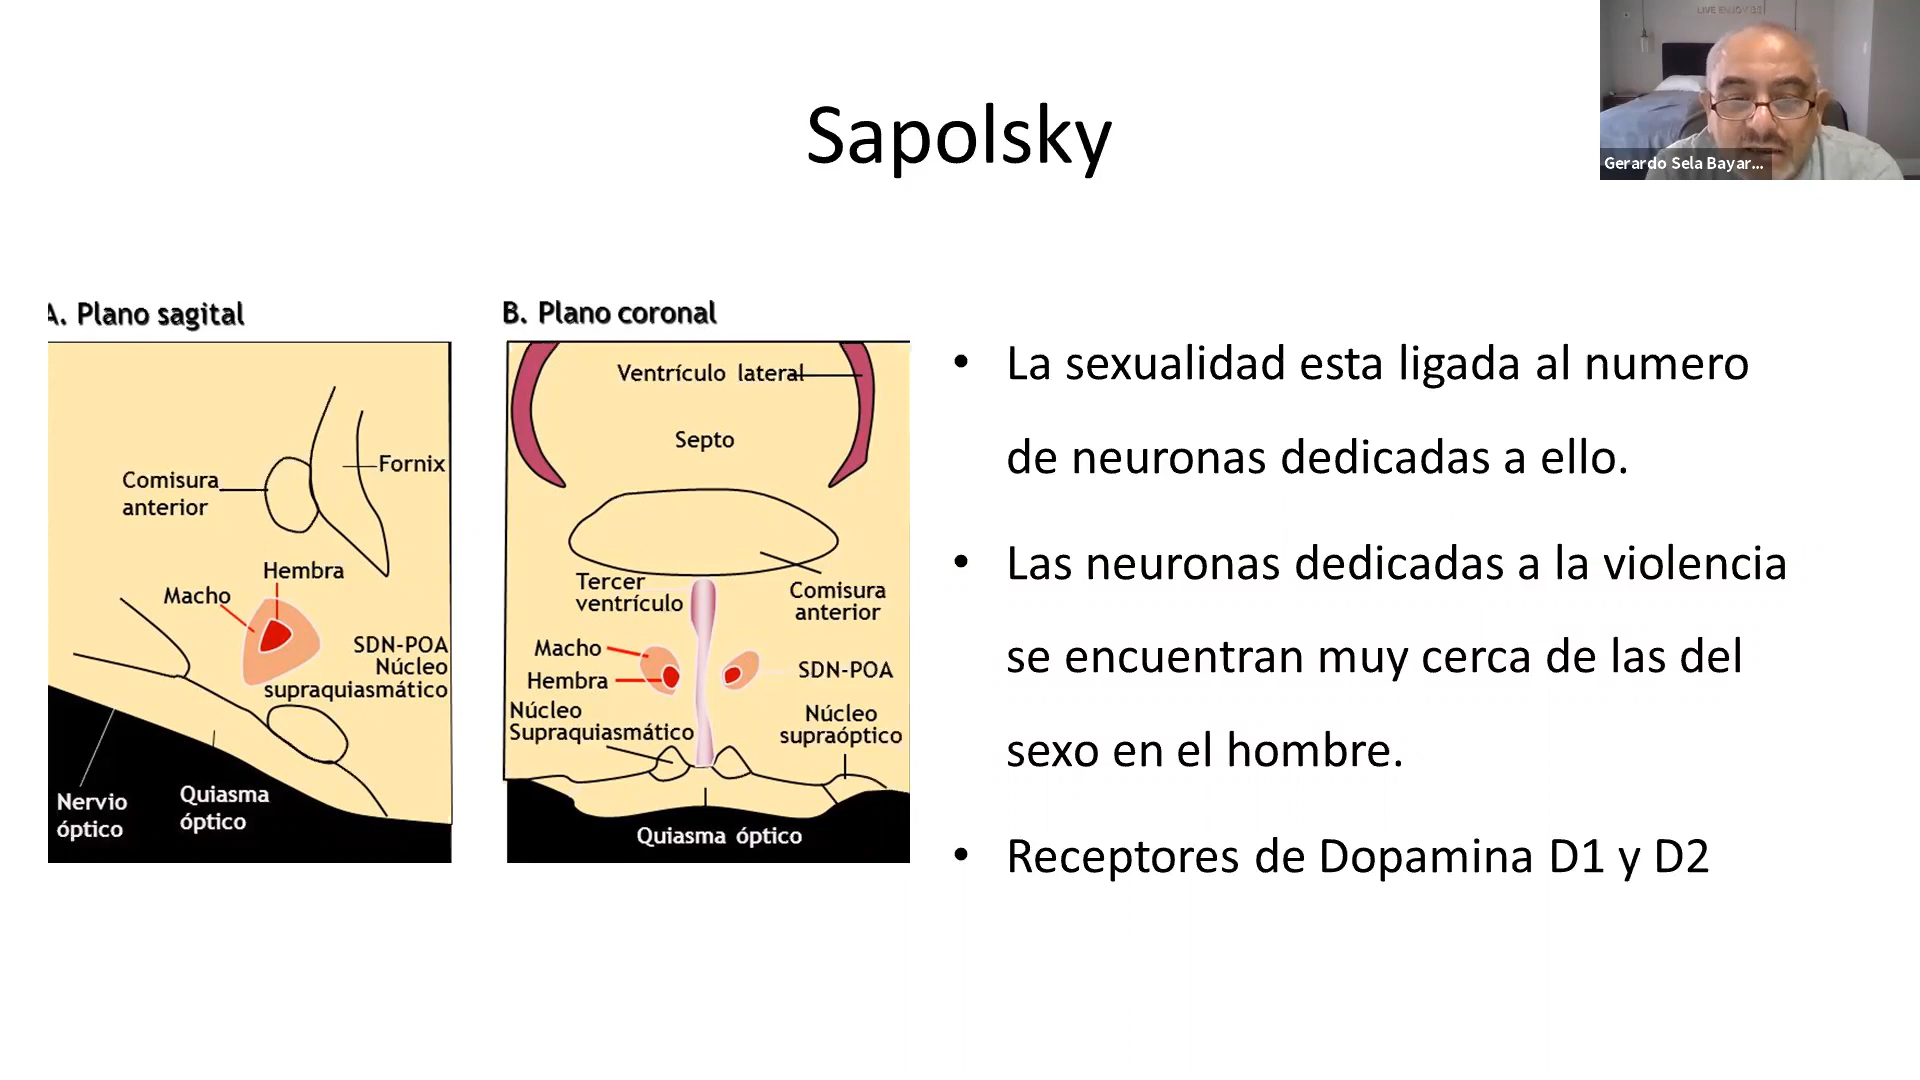 LIVE ENJOY
Gerardo Sela Bayar...
Sapolsky
A. Plano sagital
Fornix
Comisura
anterior
Hembra
Macho
SDN-POA
Núcleo
supraquiasmático
Nervio
óptico
Quiasma
óptico
B. Plano coronal
Ventrículo lateral
Septo
Tercer
ventrículo
Comisura
anterior
Macho
Hembra
SDN-POA
Núcleo
Supraquiasmático
Núcleo
supraóptico
Quiasma óptico
• La sexualidad esta ligada al numero
de neuronas dedicadas a ello.
• Las neuronas dedicadas a la violencia
se encuentran muy cerca de las del
sexo en el hombre.
• Receptores de Dopamina D1 y D2